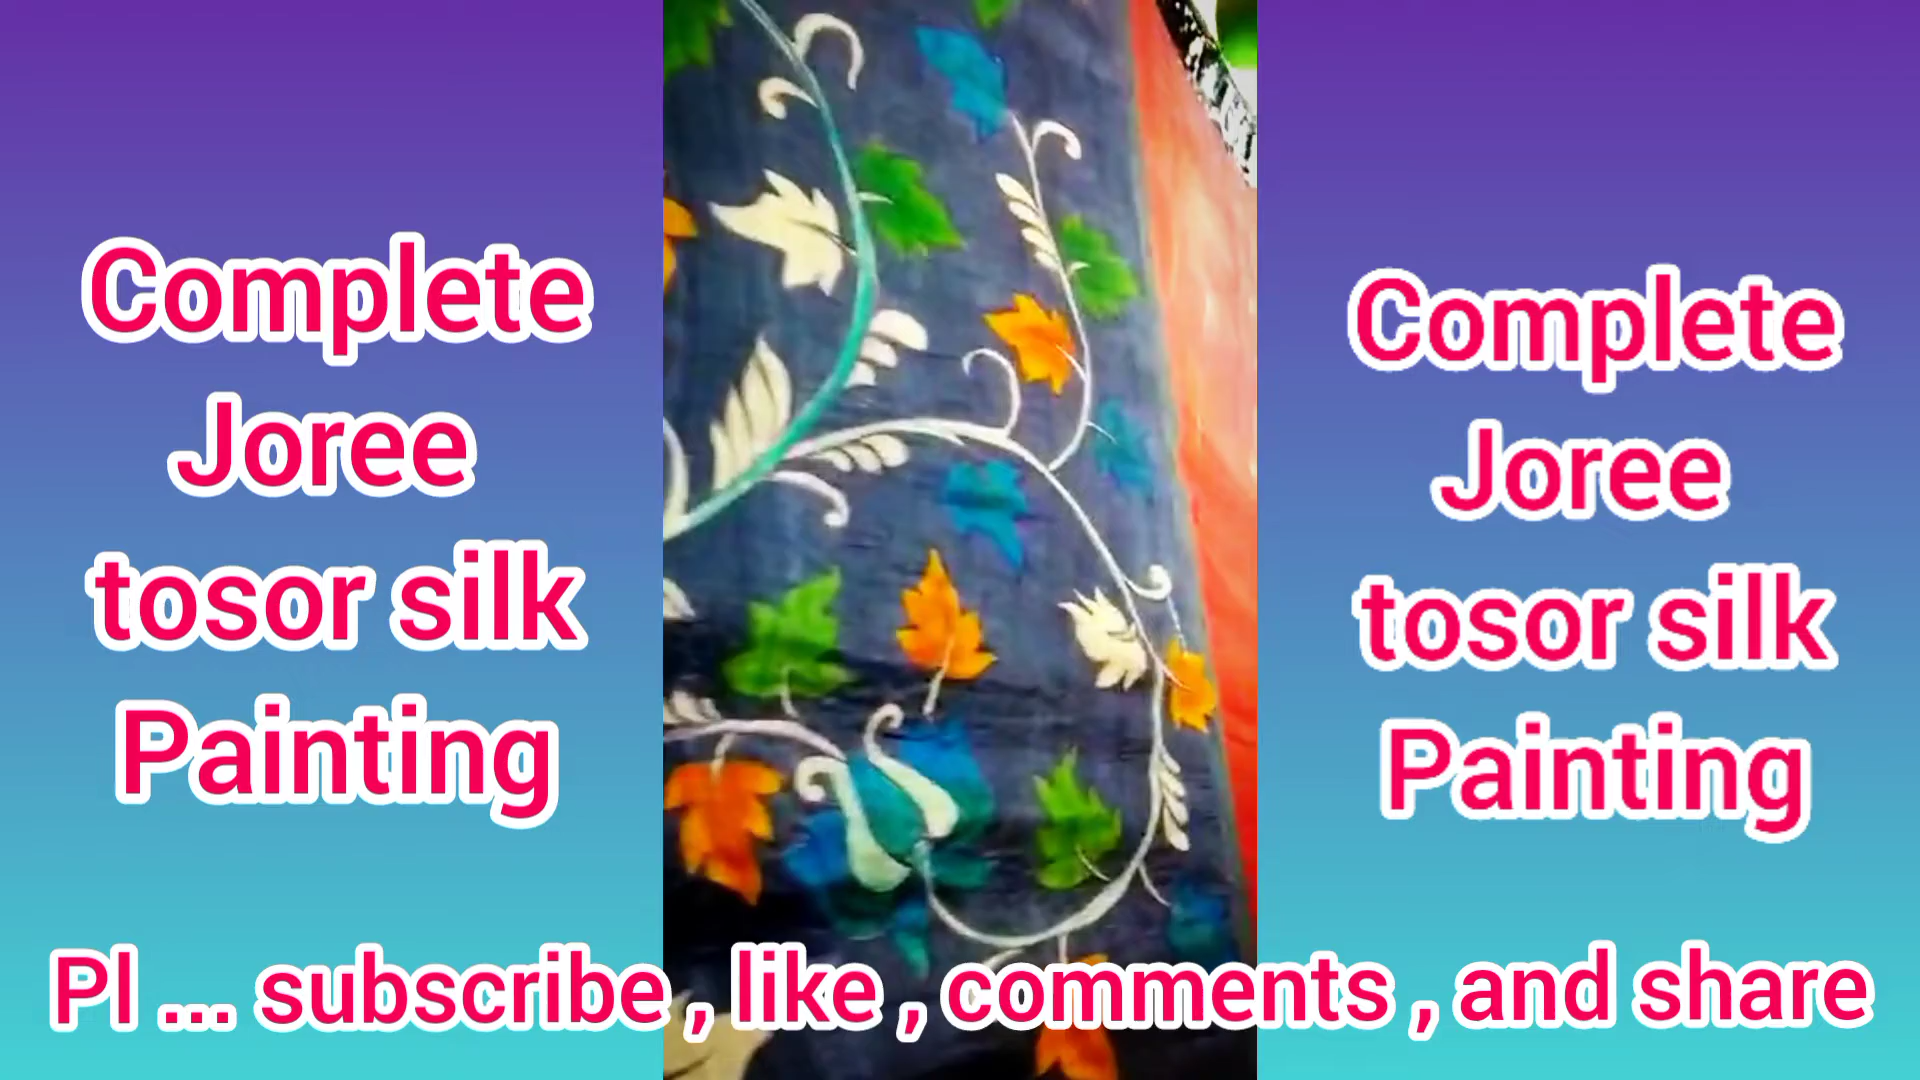 Complete
Joree
tosor silk
Painting
Complete
Joree
tosor silk
Painting
Pl ... subscribe , like , comments , and share